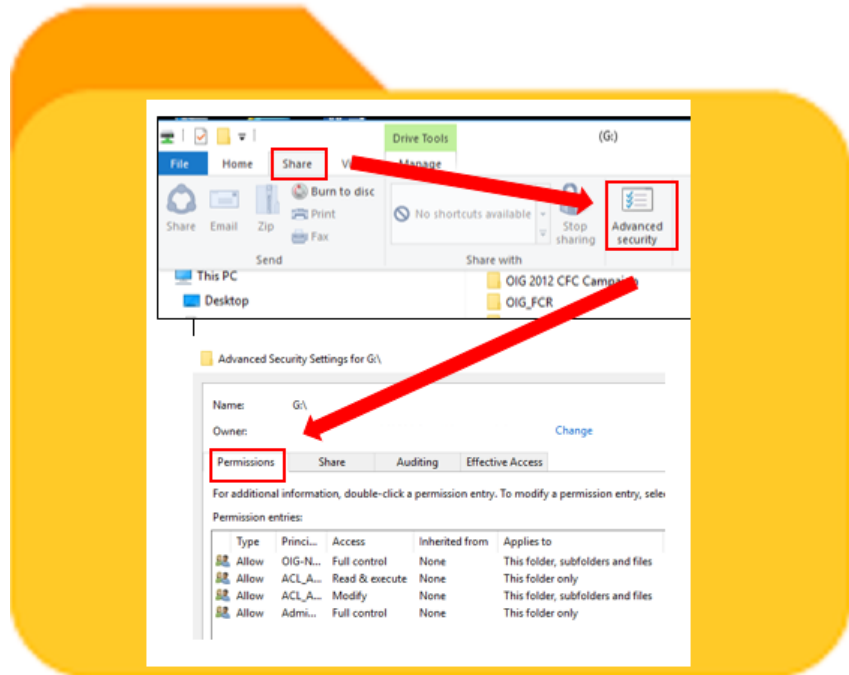 Drive Tools (G:)
File Home Share Manage
Share Email Zip Burn to disc
Print
Fax
No shortcuts available
Stop sharing
Advanced security
Send Share with
This PC OIG 2012 CFC Campaign
Desktop OIG_FCR
Advanced Security Settings for G:\
Name: G:\
Owner: Change
Permissions Share Auditing Effective Access
For additional information, double-click a permission entry. To modify a permission entry, sele
Permission entries:
Type Princi... Access Inherited from Applies to
Allow OIG-N... Full control None This folder, subfolders and files
Allow ACL_A... Read & execute None This folder only
Allow ACL_A... Modify None This folder, subfolders and files
Allow Admi... Full control None This folder only